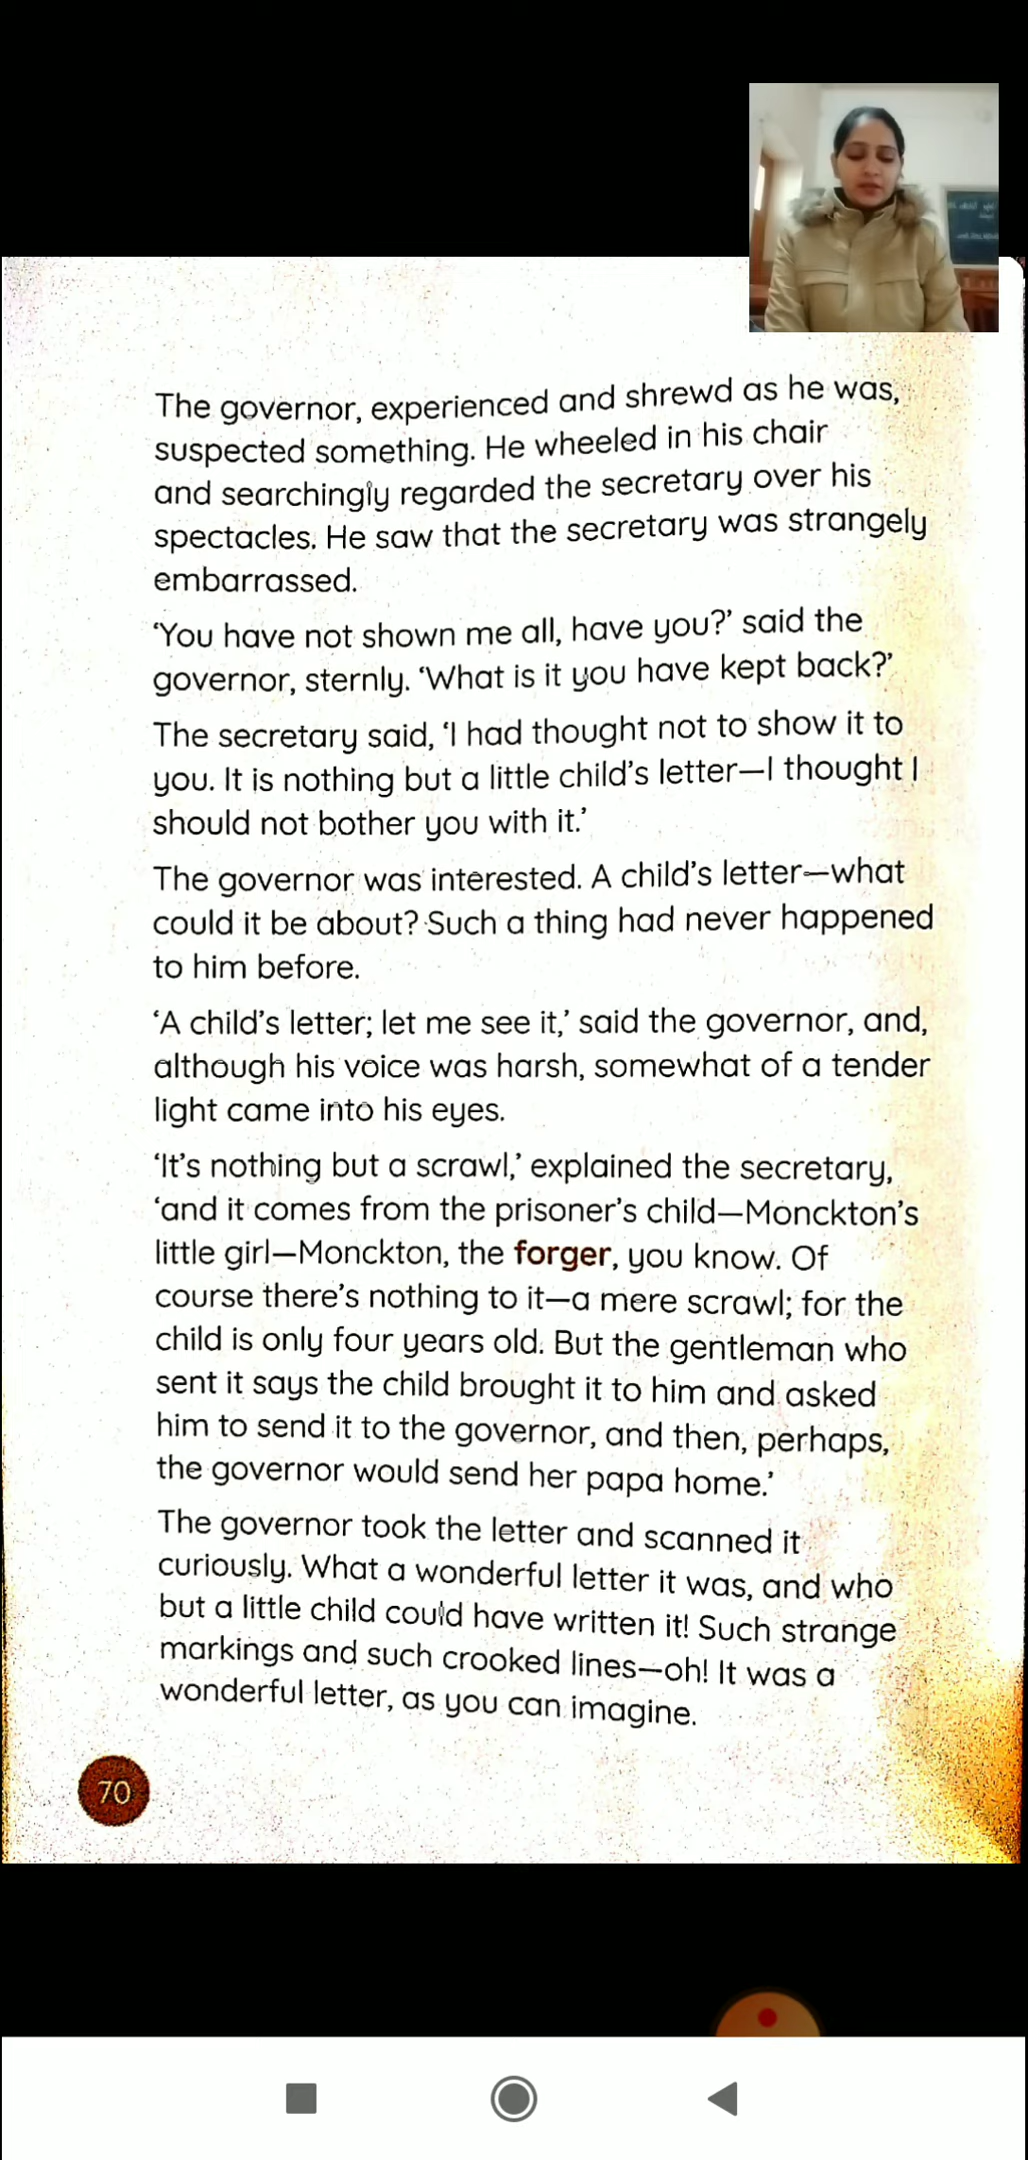 The governor, experienced and shrewd as he was,
suspected something. He wheeled in his chair
and searchingly regarded the secretary over his
spectacles. He saw that the secretary was strangely
embarrassed.
‘You have not shown me all, have you?’ said the
governor, sternly. ‘What is it you have kept back?’
The secretary said, ‘I had thought not to show it to
you. It is nothing but a little child’s letter—I thought I
should not bother you with it.’
The governor was interested. A child’s letter—what
could it be about? Such a thing had never happened
to him before.
‘A child’s letter; let me see it,’ said the governor, and,
although his voice was harsh, somewhat of a tender
light came into his eyes.
‘It’s nothing but a scrawl,’ explained the secretary,
‘and it comes from the prisoner’s child—Monckton’s
little girl—Monckton, the forger, you know. Of
course there’s nothing to it—a mere scrawl; for the
child is only four years old. But the gentleman who
sent it says the child brought it to him and asked
him to send it to the governor, and then, perhaps,
the governor would send her papa home.’
The governor took the letter and scanned it
curiously. What a wonderful letter it was, and who
but a little child could have written it! Such strange
markings and such crooked lines—oh! It was a
wonderful letter, as you can imagine.
70